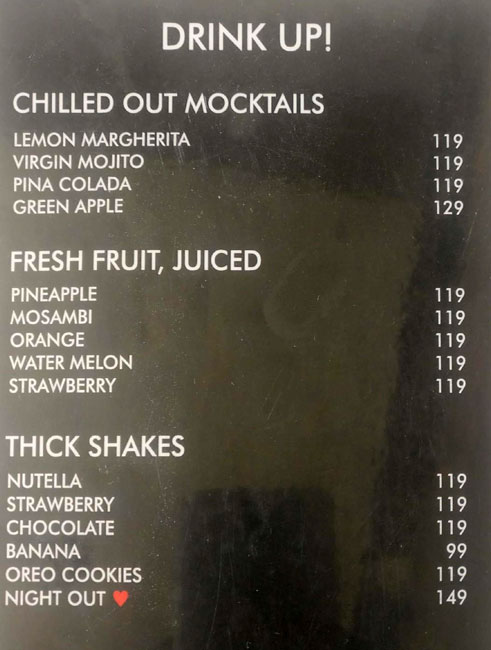 DRINK UP!
CHILLED OUT MOCKTAILS
LEMON MARGHERITA 119
VIRGIN MOJITO 119
PINA COLADA 119
GREEN APPLE 129
FRESH FRUIT, JUICED
PINEAPPLE 119
MOSAMBI 119
ORANGE 119
WATER MELON 119
STRAWBERRY 119
THICK SHAKES
NUTELLA 119
STRAWBERRY 119
CHOCOLATE 119
BANANA 99
OREO COOKIES 119
NIGHT OUT ♥ 149